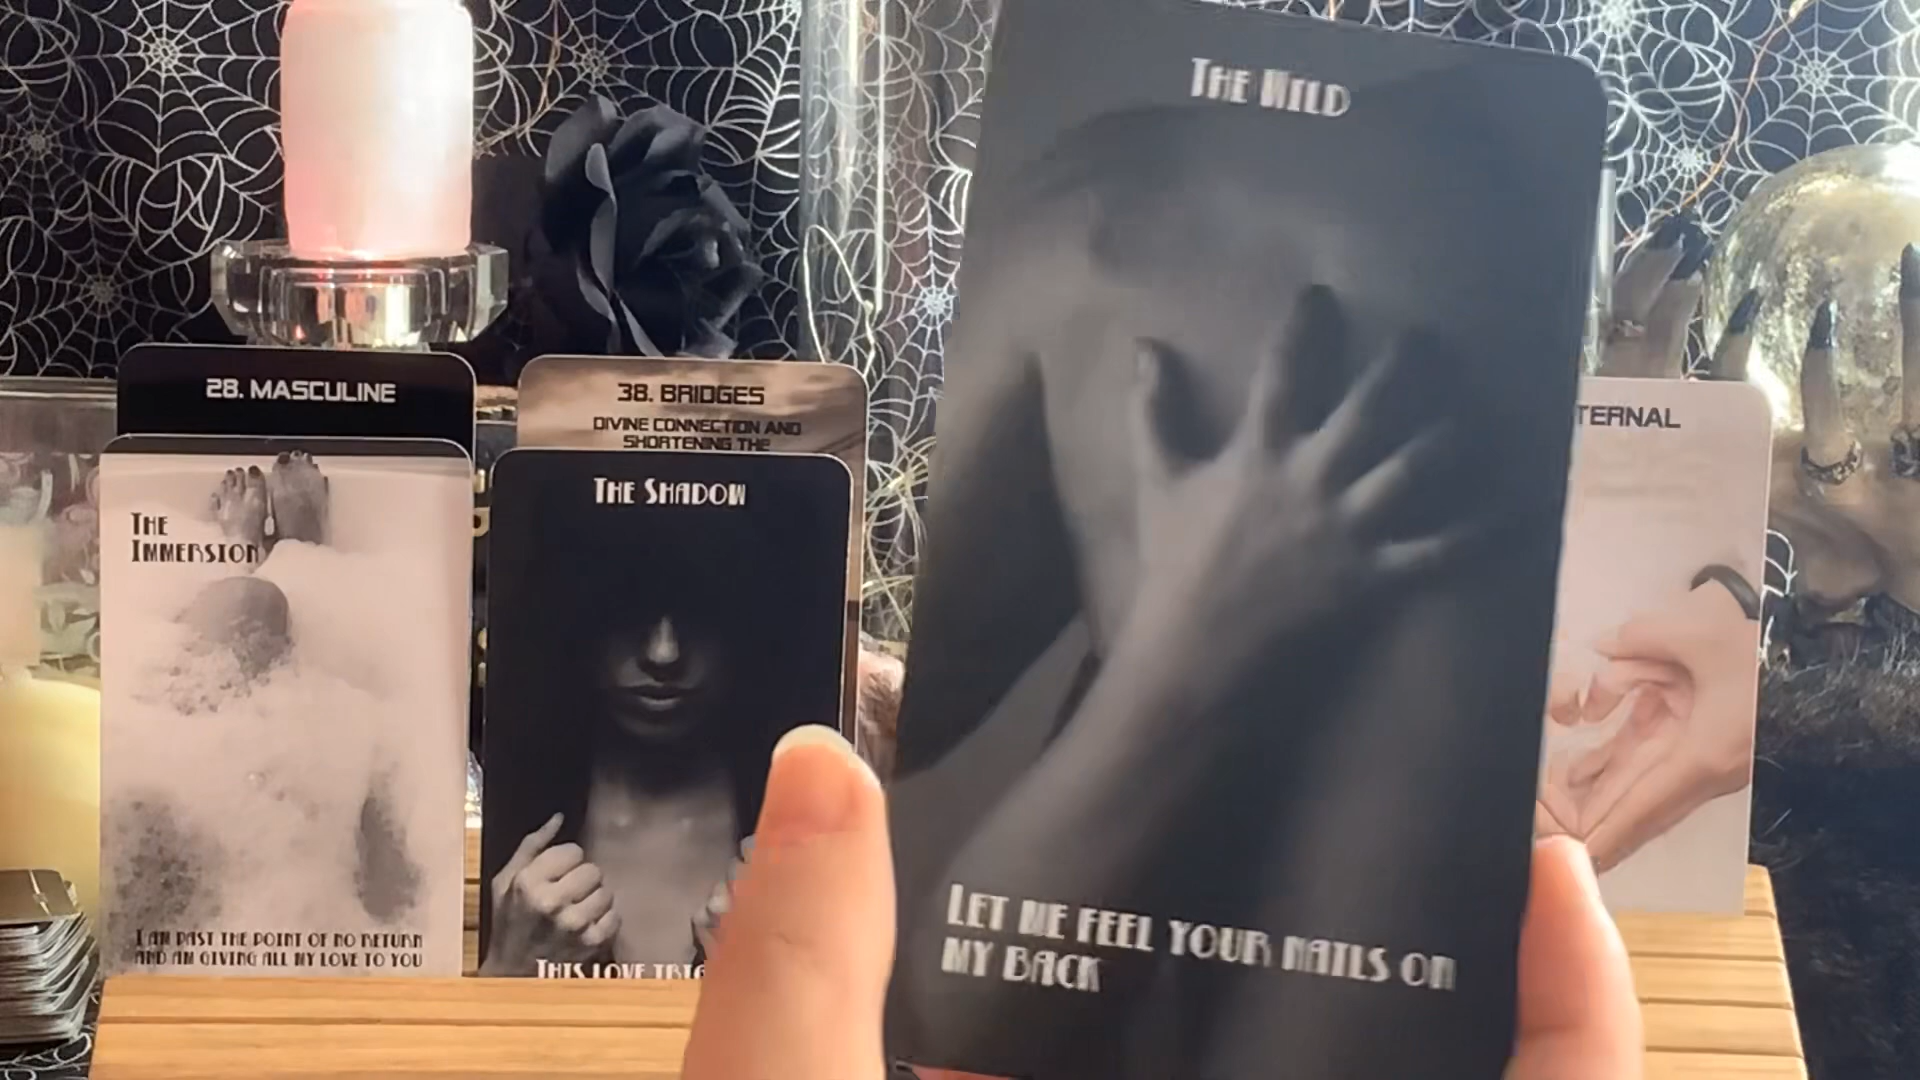 THE WILD
28. MASCULINE
38. BRIDGES
DIVINE CONNECTION AND
SHORTENING THE
TERNAL
THE
IMMERSION
THE SHADOW
I AM PAST THE POINT OF NO RETURN
AND AM GIVING ALL MY LOVE TO YOU
THIS LOVE
LET ME FEEL YOUR NAILS ON
MY BACK